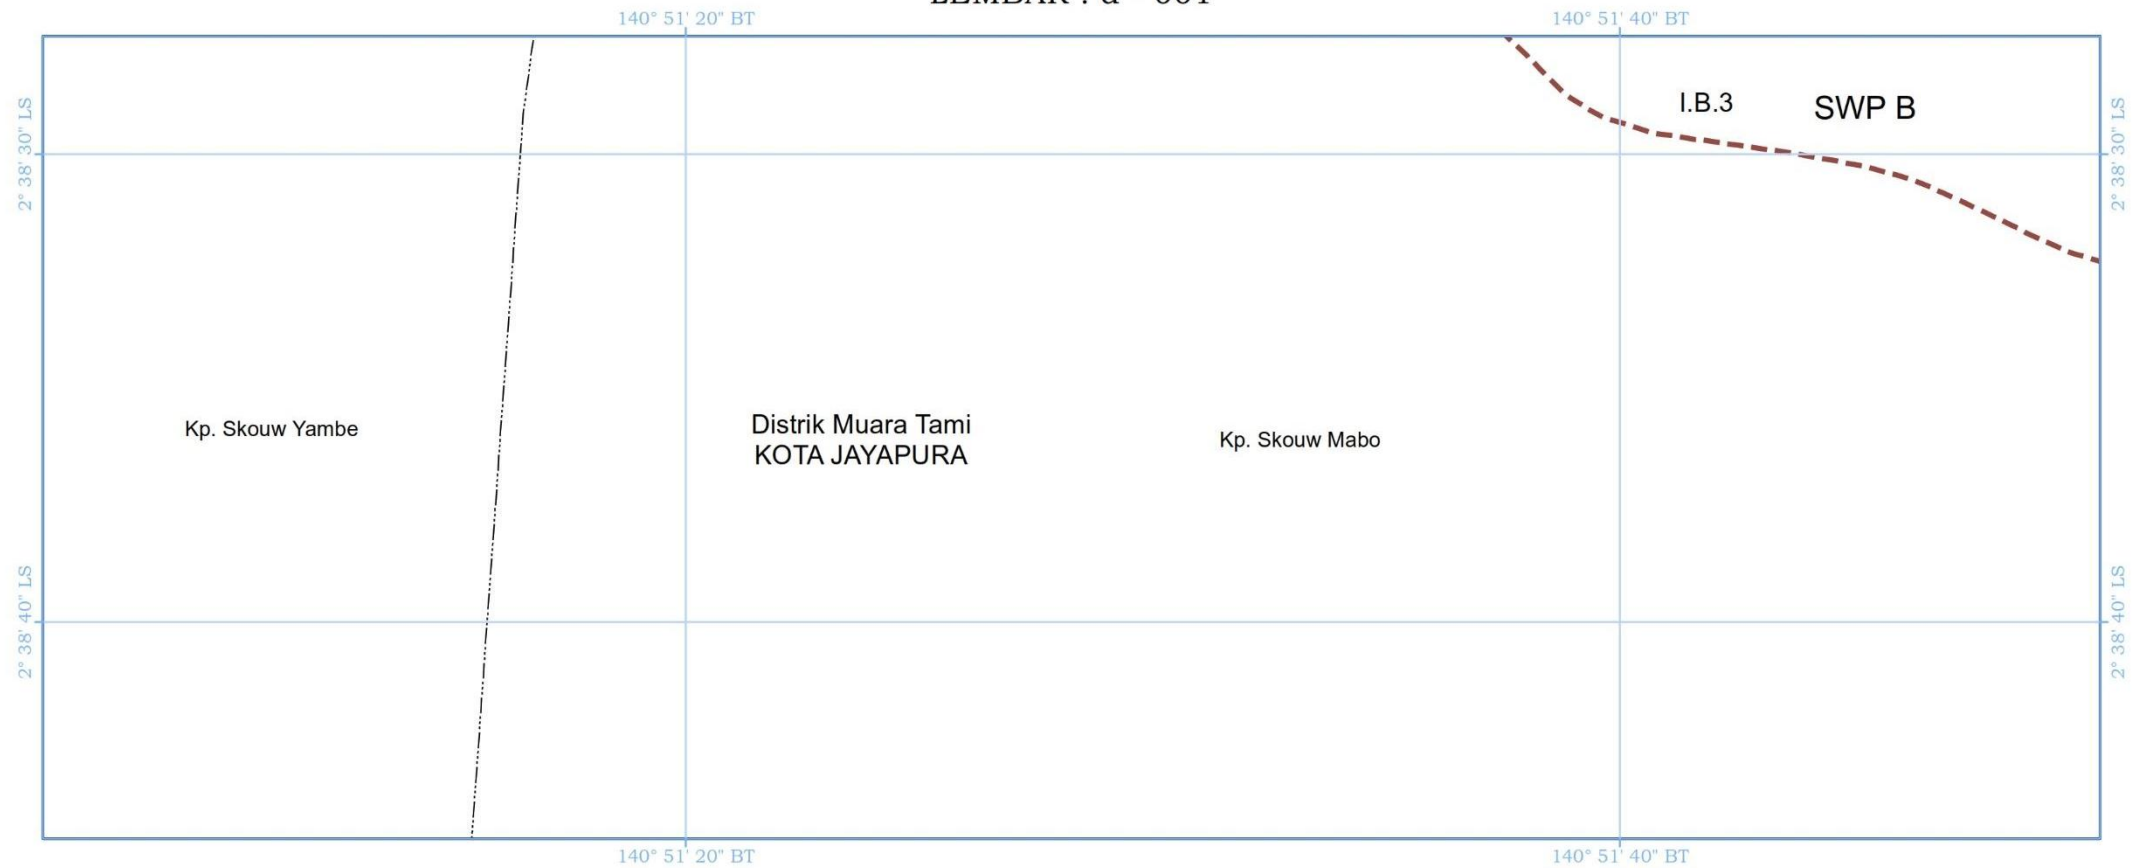 140° 51' 20" BT
140° 51' 40" BT
2° 38' 30" LS
I.B.3
SWP B
2° 38' 30" LS
Kp. Skouw Yambe
Distrik Muara Tami
KOTA JAYAPURA
Kp. Skouw Mabo
2° 38' 40" LS
2° 38' 40" LS
140° 51' 20" BT
140° 51' 40" BT